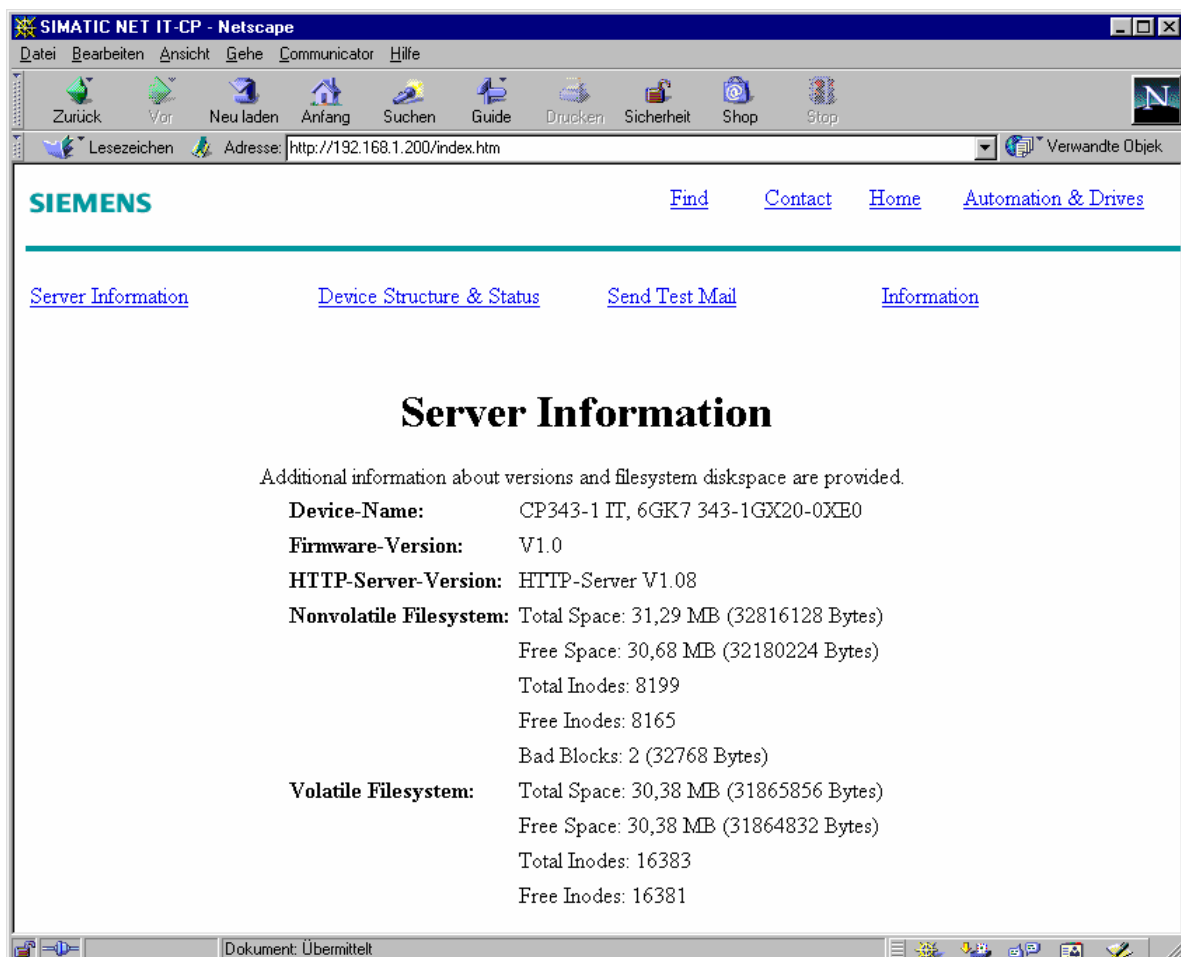 SIMATIC NET IT-CP - Netscape
Datei Bearbeiten Ansicht Gehe Communicator Hilfe
Zurück Vor Neu laden Anfang Suchen Guide Drucken Sicherheit Shop Stop
N
Lesezeichen Adresse: http://192.168.1.200/index.htm Verwandte Objek
SIEMENS Find Contact Home Automation & Drives
Server Information Device Structure & Status Send Test Mail Information
Server Information
Additional information about versions and filesystem diskspace are provided.
Device-Name: CP343-1 IT, 6GK7 343-1GX20-0XE0
Firmware-Version: V1.0
HTTP-Server-Version: HTTP-Server V1.08
Nonvolatile Filesystem: Total Space: 31,29 MB (32816128 Bytes)
Free Space: 30,68 MB (32180224 Bytes)
Total Inodes: 8199
Free Inodes: 8165
Bad Blocks: 2 (32768 Bytes)
Volatile Filesystem: Total Space: 30,38 MB (31865856 Bytes)
Free Space: 30,38 MB (31864832 Bytes)
Total Inodes: 16383
Free Inodes: 16381
Dokument: Übermittelt